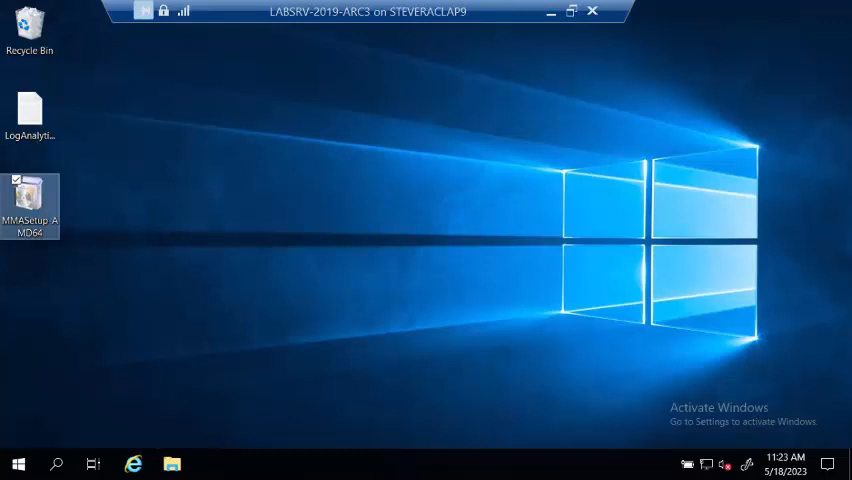 LABSRV-2019-ARC3 on STEVERACLAP9
Recycle Bin
LogAnalyti...
MMASetup-A
MD64
Activate Windows
Go to Settings to activate Windows.
11:23 AM
5/18/2023